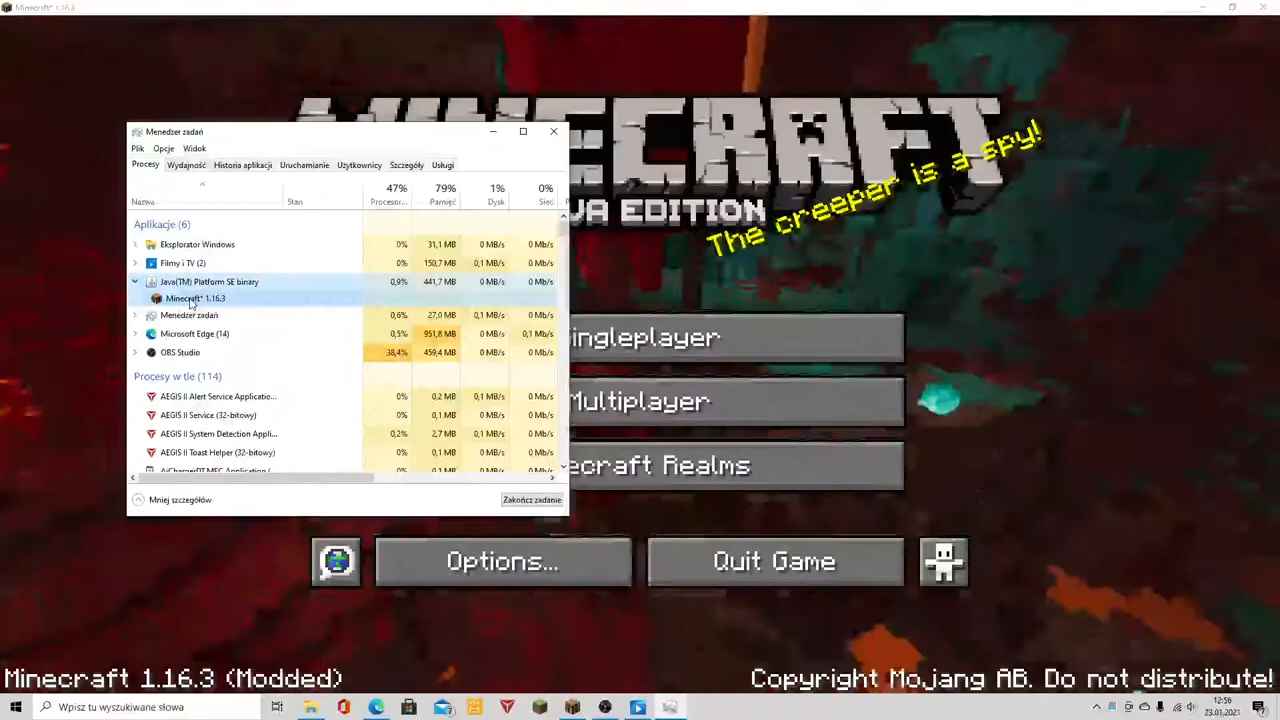 Minecraft* 1.16.3
MINECRAFT
VA EDITION
The creeper is a spy!
Menedżer zadań
Plik Opcje Widok
Procesy Wydajność Historia aplikacji Uruchamianie Użytkownicy Szczegóły Usługi
47% 79% 1% 0%
Nazwa Stan Procesor... Pamięć Dysk Sieć
Aplikacje (6)
Eksplorator Windows 0% 31,1 MB 0 MB/s 0 Mb/s
Filmy i TV (2) 0% 150,7 MB 0,1 MB/s 0 Mb/s
Java(TM) Platform SE binary 0,9% 441,7 MB 0 MB/s 0 Mb/s
Minecraft* 1.16.3
Menedżer zadań 0,6% 27,0 MB 0 MB/s 0 Mb/s
Microsoft Edge (14) 0,5% 951,8 MB 0 MB/s 0,1 Mb/s
OBS Studio 38,4% 459,4 MB 0 MB/s 0 Mb/s
Procesy w tle (114)
AEGIS II Alert Service Applicatio... 0% 0,2 MB 0 MB/s 0 Mb/s
AEGIS II Service (32-bitowy) 0% 0,1 MB 0 MB/s 0 Mb/s
AEGIS II System Detection Appli... 0,2% 2,7 MB 0,1 MB/s 0 Mb/s
AEGIS II Toast Helper (32-bitowy) 0% 0,1 MB 0 MB/s 0 Mb/s
Mniej szczegółów
Zakończ zadanie
ingleplayer
Multiplayer
ecraft Realms
Options...
Quit Game
Minecraft 1.16.3 (Modded)
Copyright Mojang AB. Do not distribute!
Wpisz tu wyszukiwane słowa
12:56
23.01.2021